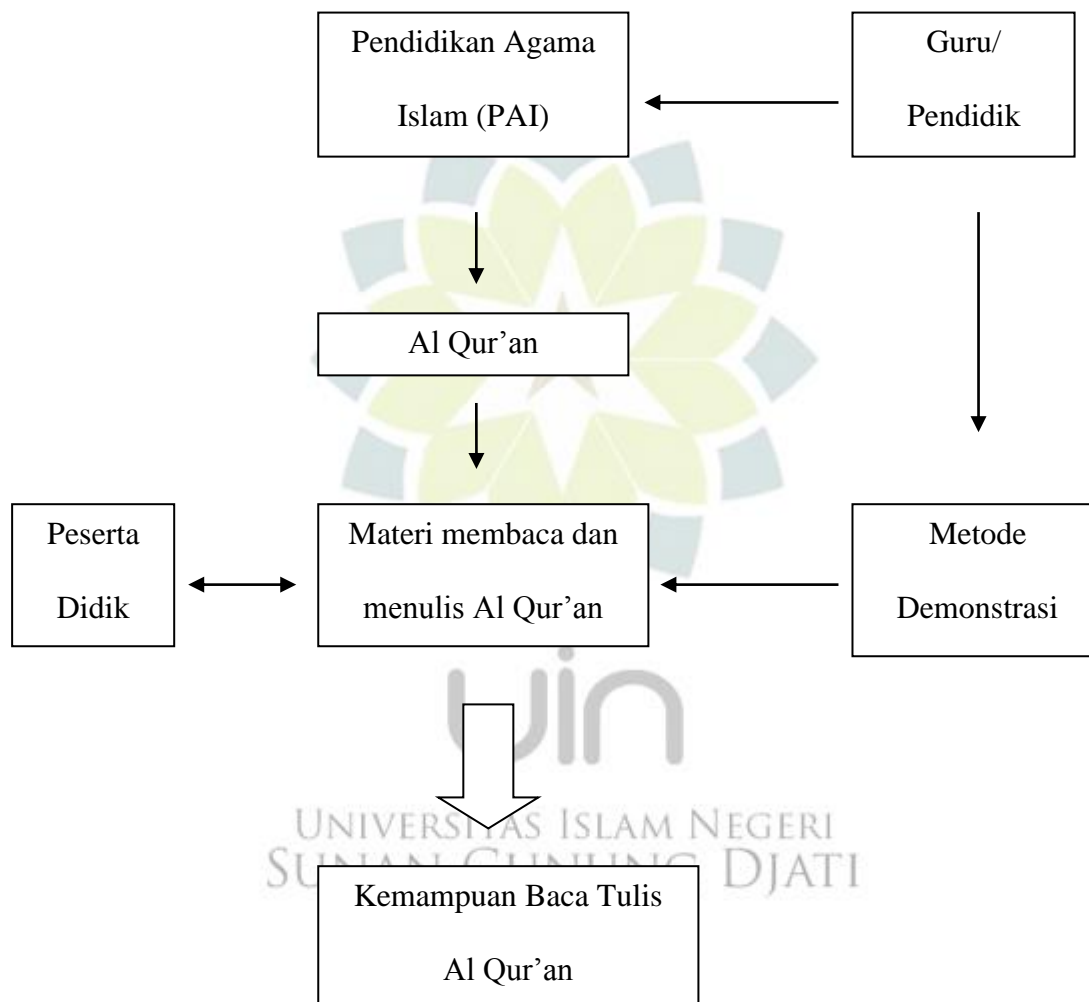 Pendidikan Agama
Islam (PAI)
Guru/
Pendidik
Al Qur’an
Peserta
Didik
Materi membaca dan
menulis Al Qur’an
Metode
Demonstrasi
uin
UNIVERSITAS ISLAM NEGERI
SUNAN GUNUNG DJATI
Kemampuan Baca Tulis
Al Qur’an